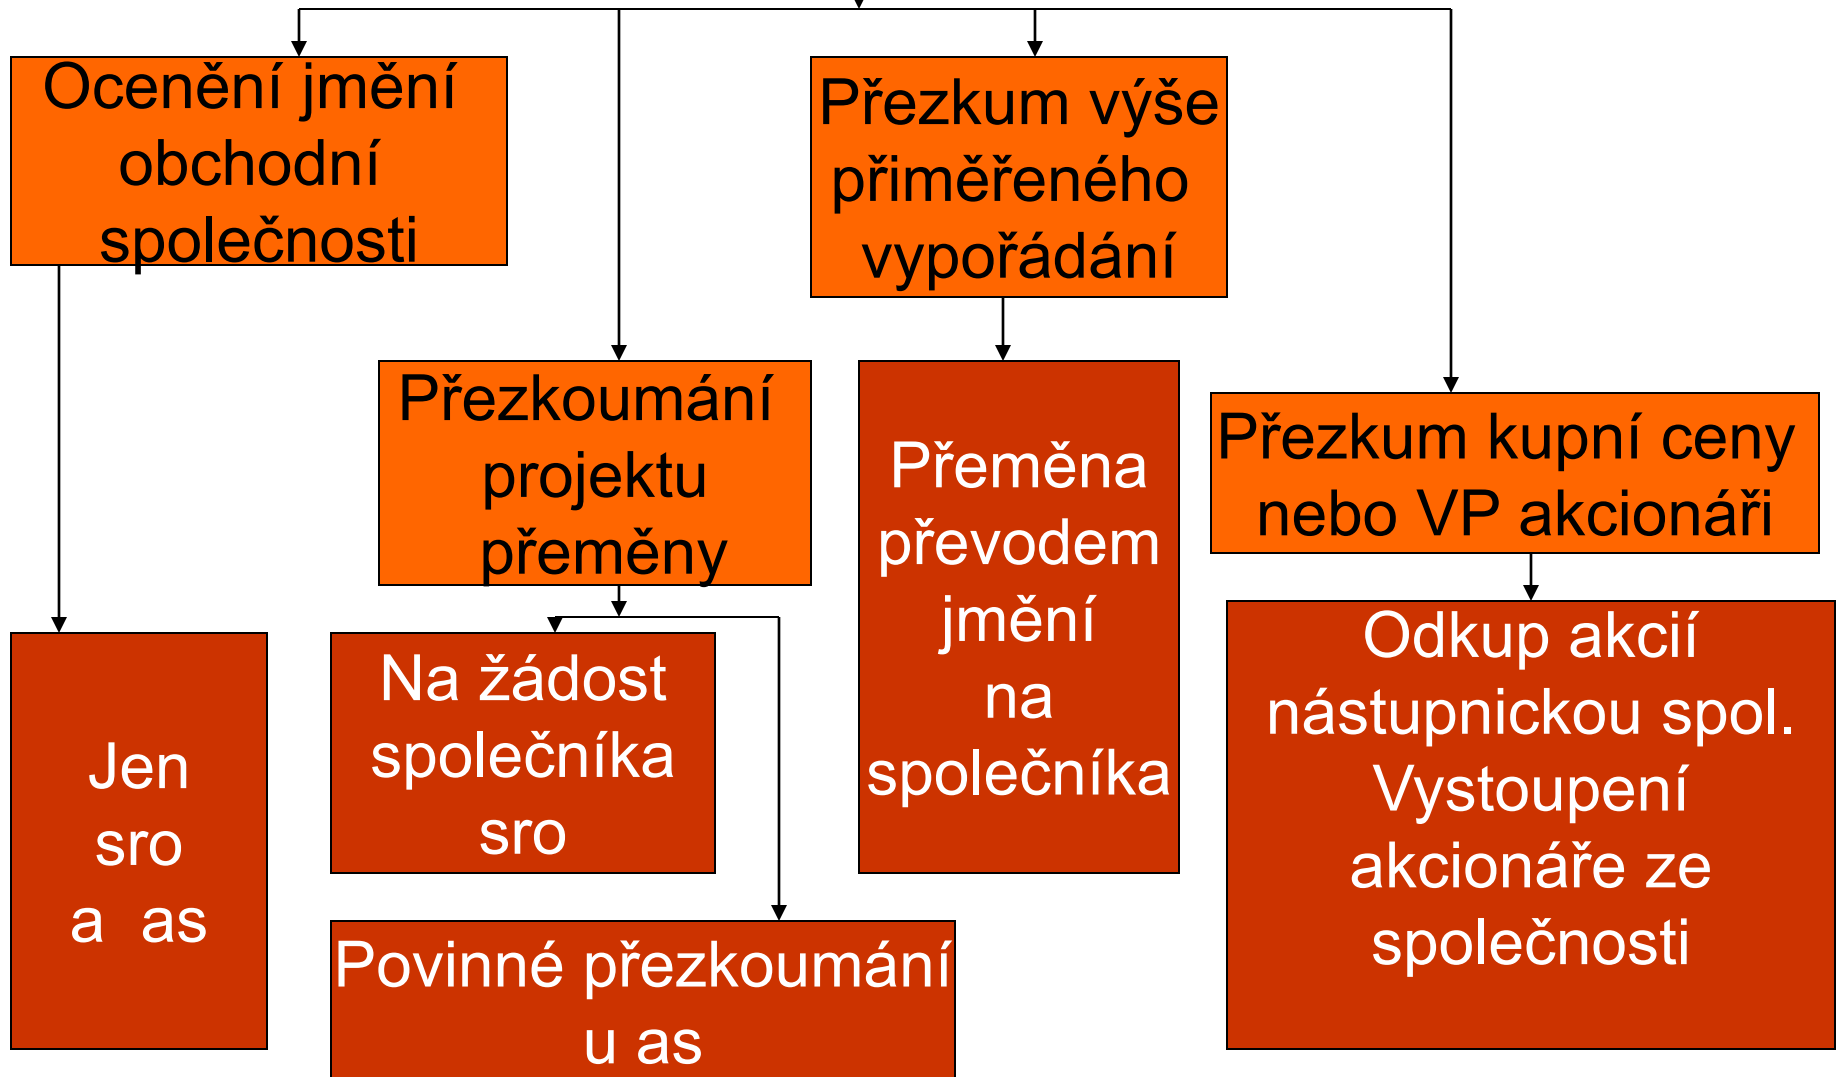 Ocenění jmění
obchodní
společnosti
Přezkum výše
přiměřeného
vypořádání
Přezkoumání
projektu
přeměny
Přeměna
převodem
jmění
na
společníka
Přezkum kupní ceny
nebo VP akcionáři
Jen
sro
a as
Na žádost
společníka
sro
Odkup akcií
nástupnickou spol.
Vystoupení
akcionáře ze
společnosti
Povinné přezkoumání
u as